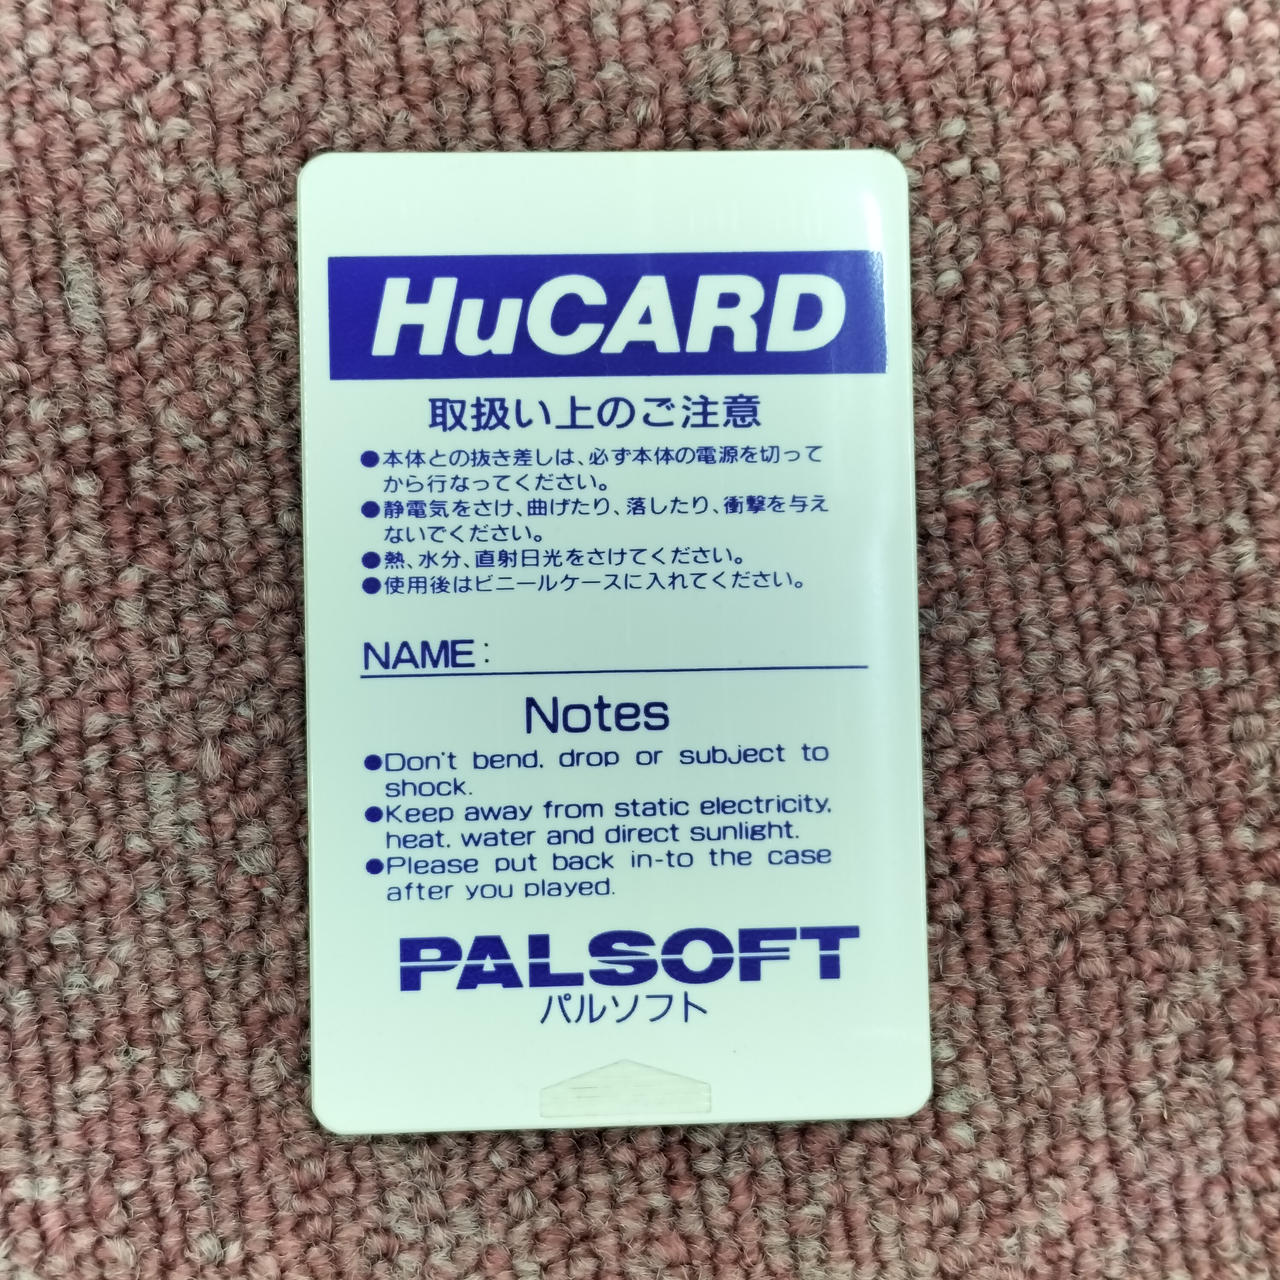 HuCARD
取扱い上のご注意
●本体との抜き差しは、必ず本体の電源を切って
から行なってください。
●静電気をさけ、曲げたり、落したり、衝撃を与え
ないでください。
●熱、水分、直射日光をさけてください。
●使用後はビニールケースに入れてください。
NAME:
Notes
●Don't bend, drop or subject to
shock.
●Keep away from static electricity,
heat, water and direct sunlight.
●Please put back in-to the case
after you played.
PALSOFT
パルソフト